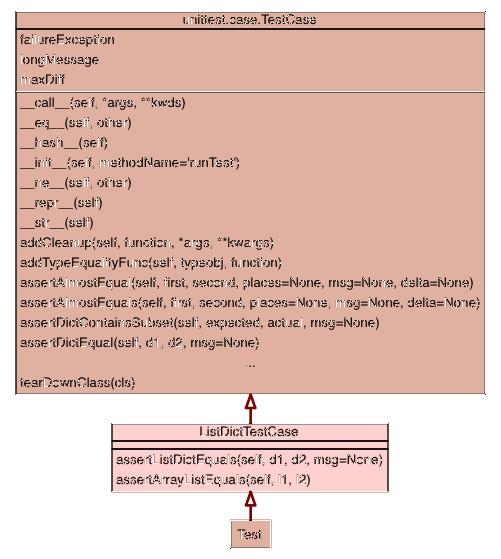 unittest.case.TestCase
failureException
longMessage
maxDiff
__call__(self, *args, **kwds)
__eq__(self, other)
__hash__(self)
__init__(self, methodName='runTest')
__ne__(self, other)
__repr__(self)
__str__(self)
addCleanup(self, function, *args, **kwargs)
addTypeEqualityFunc(self, typeobj, function)
assertAlmostEqual(self, first, second, places=None, msg=None, delta=None)
assertAlmostEquals(self, first, second, places=None, msg=None, delta=None)
assertDictContainsSubset(self, expected, actual, msg=None)
assertDictEqual(self, d1, d2, msg=None)
...
tearDownClass(cls)
ListDictTestCase
assertListDictEquals(self, d1, d2, msg=None)
assertArrayListEquals(self, l1, l2)
Test